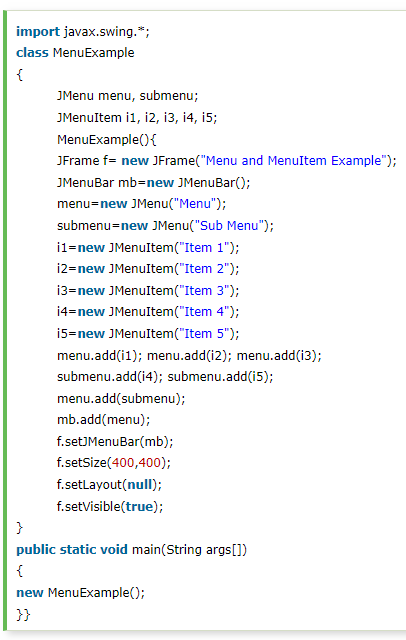 import javax.swing.*;
class MenuExample
{
JMenu menu, submenu;
JMenuItem i1, i2, i3, i4, i5;
MenuExample(){
JFrame f= new JFrame("Menu and MenuItem Example");
JMenuBar mb=new JMenuBar();
menu=new JMenu("Menu");
submenu=new JMenu("Sub Menu");
i1=new JMenuItem("Item 1");
i2=new JMenuItem("Item 2");
i3=new JMenuItem("Item 3");
i4=new JMenuItem("Item 4");
i5=new JMenuItem("Item 5");
menu.add(i1); menu.add(i2); menu.add(i3);
submenu.add(i4); submenu.add(i5);
menu.add(submenu);
mb.add(menu);
f.setJMenuBar(mb);
f.setSize(400,400);
f.setLayout(null);
f.setVisible(true);
}
public static void main(String args[])
{
new MenuExample();
}}